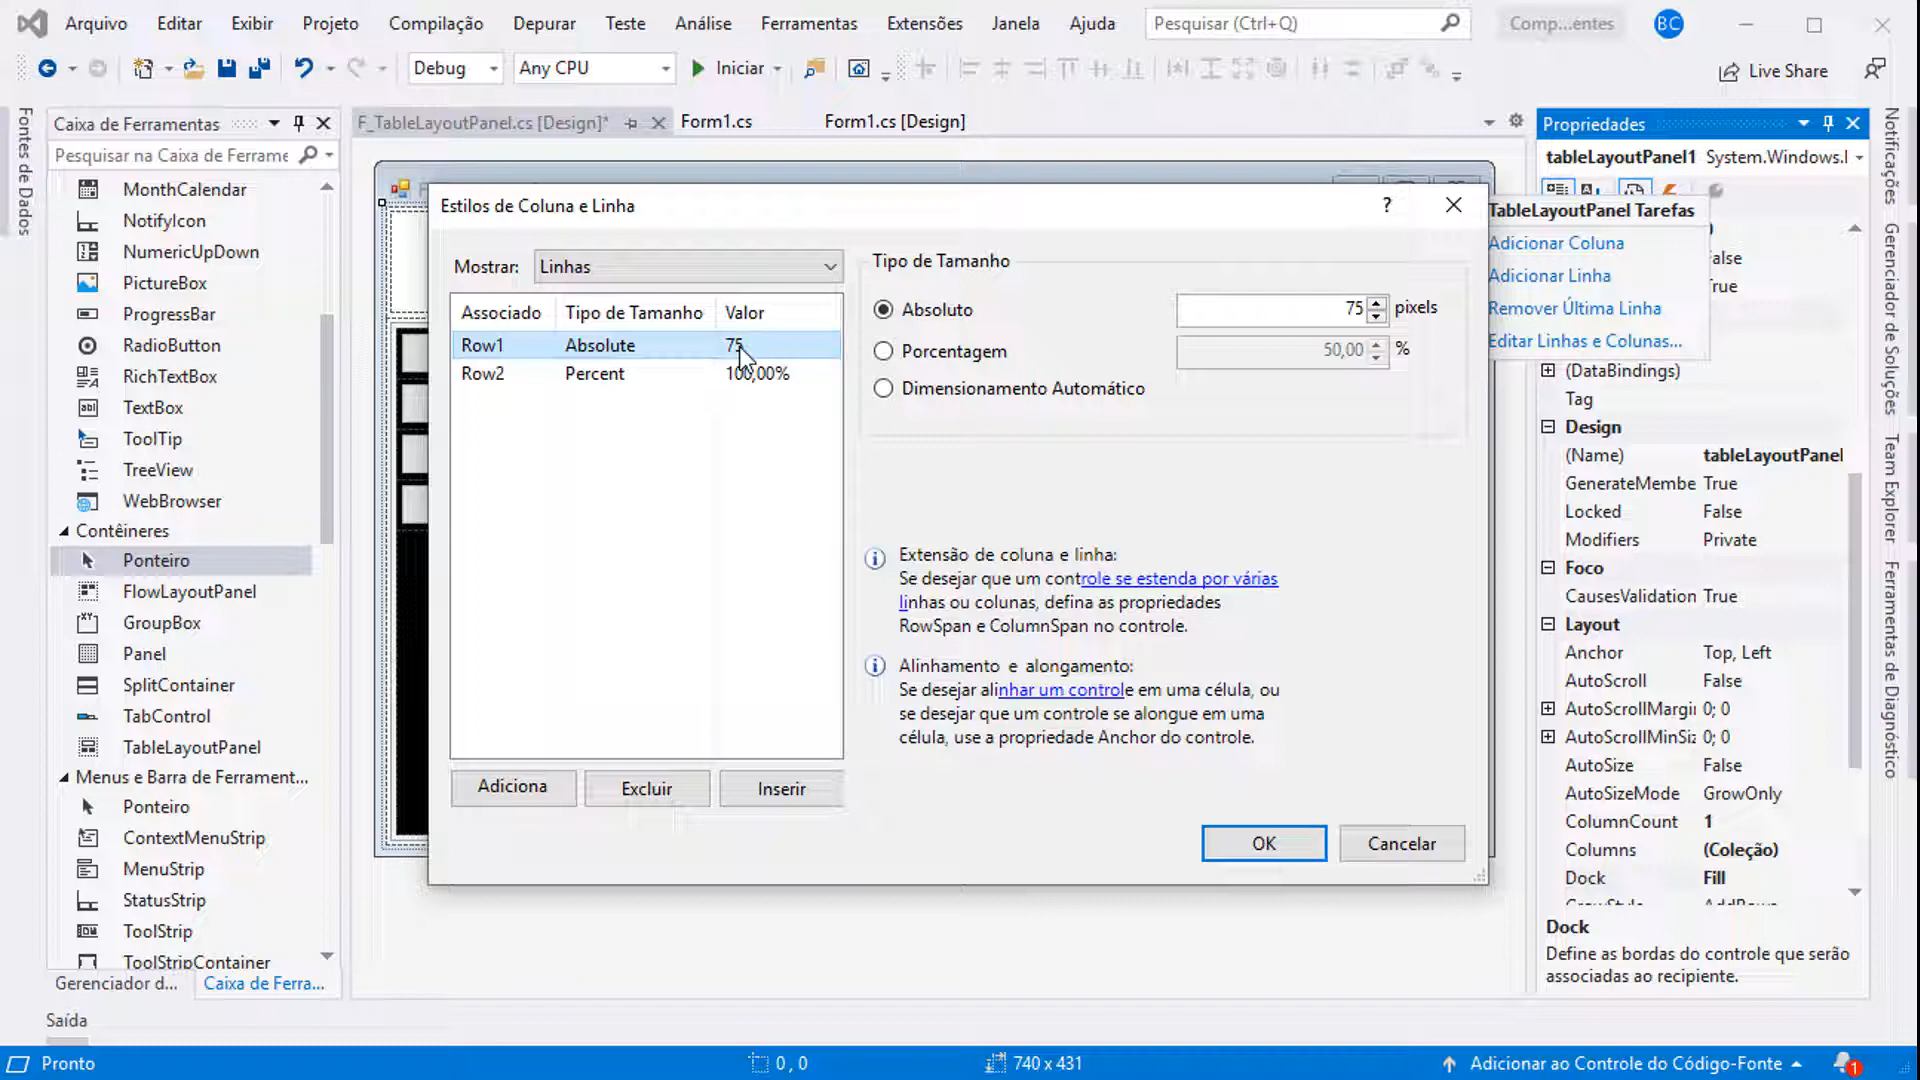 Arquivo Editar Exibir Projeto Compilação Depurar Teste Análise Ferramentas Extensões Janela Ajuda Pesquisar (Ctrl+Q) Comp...entes BC
Debug Any CPU Iniciar Live Share
Fontes de Dados
Caixa de Ferramentas
Pesquisar na Caixa de Ferrame
MonthCalendar
NotifyIcon
NumericUpDown
PictureBox
ProgressBar
RadioButton
RichTextBox
TextBox
ToolTip
TreeView
WebBrowser
Contêineres
Ponteiro
FlowLayoutPanel
GroupBox
Panel
SplitContainer
TabControl
TableLayoutPanel
Menus e Barra de Ferrament...
Ponteiro
ContextMenuStrip
MenuStrip
StatusStrip
ToolStrip
ToolStripContainer
Gerenciador d... Caixa de Ferra...
F_TableLayoutPanel.cs [Design]* Form1.cs Form1.cs [Design]
Estilos de Coluna e Linha ?
Mostrar: Linhas
Associado Tipo de Tamanho Valor
Row1 Absolute 75
Row2 Percent 100,00%
Adiciona Excluir Inserir
Tipo de Tamanho
Absoluto 75 pixels
Porcentagem 50,00 %
Dimensionamento Automático
Extensão de coluna e linha:
Se desejar que um controle se estenda por várias
linhas ou colunas, defina as propriedades
RowSpan e ColumnSpan no controle.
Alinhamento e alongamento:
Se desejar alinhar um controle em uma célula, ou
se desejar que um controle se alongue em uma
célula, use a propriedade Anchor do controle.
OK Cancelar
TableLayoutPanel Tarefas
Adicionar Coluna
Adicionar Linha
Remover Última Linha
Editar Linhas e Colunas...
Propriedades
tableLayoutPanel1 System.Windows.
(DataBindings)
Tag
Design
(Name) tableLayoutPanel
GenerateMembe True
Locked False
Modifiers Private
Foco
CausesValidation True
Layout
Anchor Top, Left
AutoScroll False
AutoScrollMargi 0; 0
AutoScrollMinSiz 0; 0
AutoSize False
AutoSizeMode GrowOnly
ColumnCount 1
Columns (Coleção)
Dock Fill
Dock
Define as bordas do controle que serão
associadas ao recipiente.
Notificações
Gerenciador de Soluções
Team Explorer
Ferramentas de Diagnóstico
Saída
Pronto 0 , 0 740 x 431 Adicionar ao Controle do Código-Fonte 1